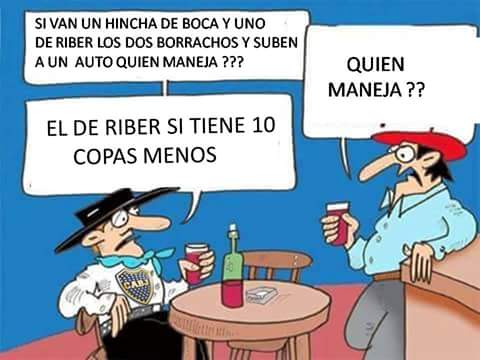 SI VAN UN HINCHA DE BOCA Y UNO
DE RIBER LOS DOS BORRACHOS Y SUBEN
A UN AUTO QUIEN MANEJA ???
QUIEN
MANEJA ??
EL DE RIBER SI TIENE 10
COPAS MENOS
CABJ